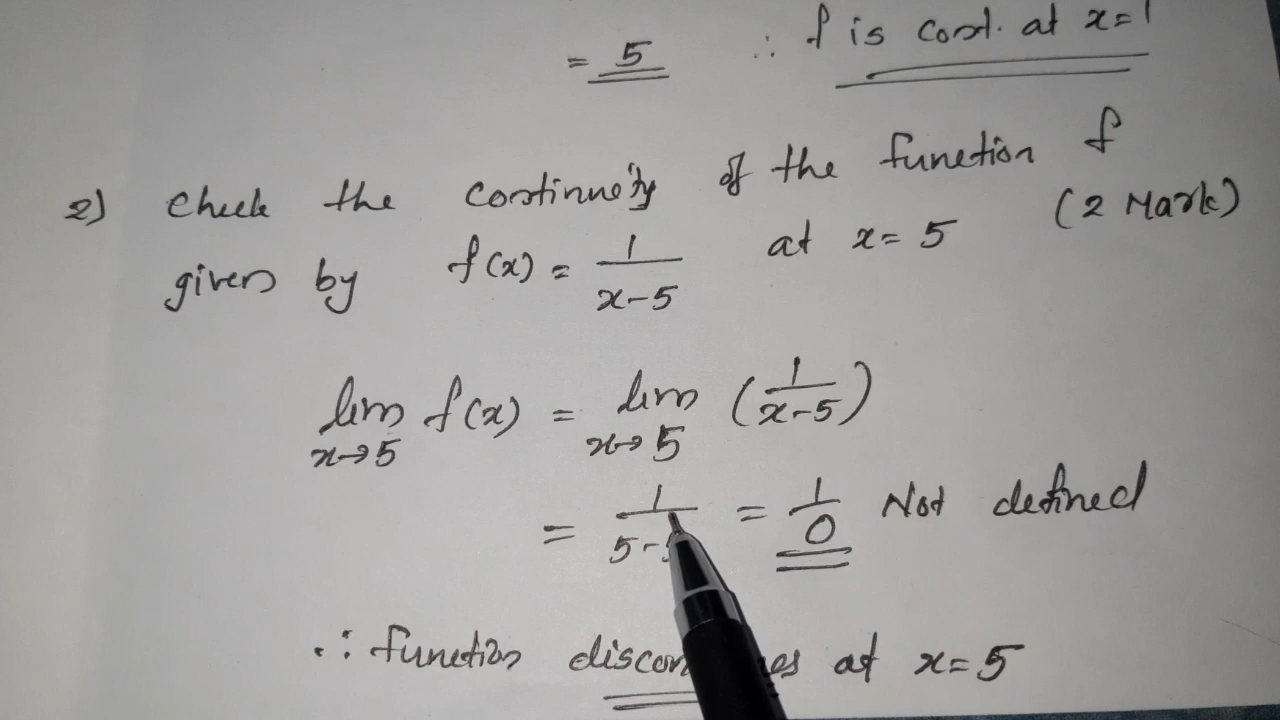 = 5 ∴ f is cont. at x=1
2) Check the continuity of the function f
given by f(x) = 1/(x-5) at x= 5 (2 Mark)
lim x→5 f(x) = lim x→5 (1/(x-5))
= 1/(5-5) = 1/0 Not defined
∴ function at x=5